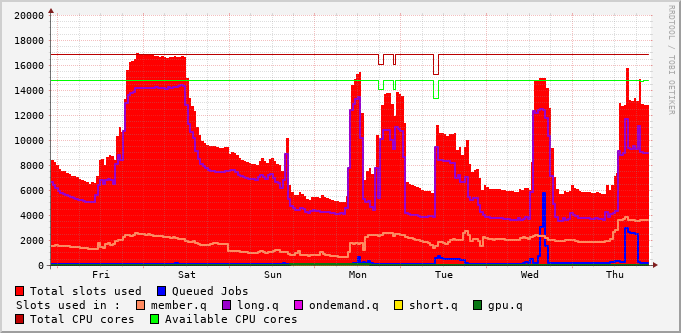 20000
18000
16000
14000
12000
10000
8000
6000
4000
2000
0
Fri Sat Sun Mon Tue Wed Thu
RRDTOOL / TOBI OETIKER
Total slots used Queued Jobs
Slots used in : member.q long.q ondemand.q short.q gpu.q
Total CPU cores Available CPU cores